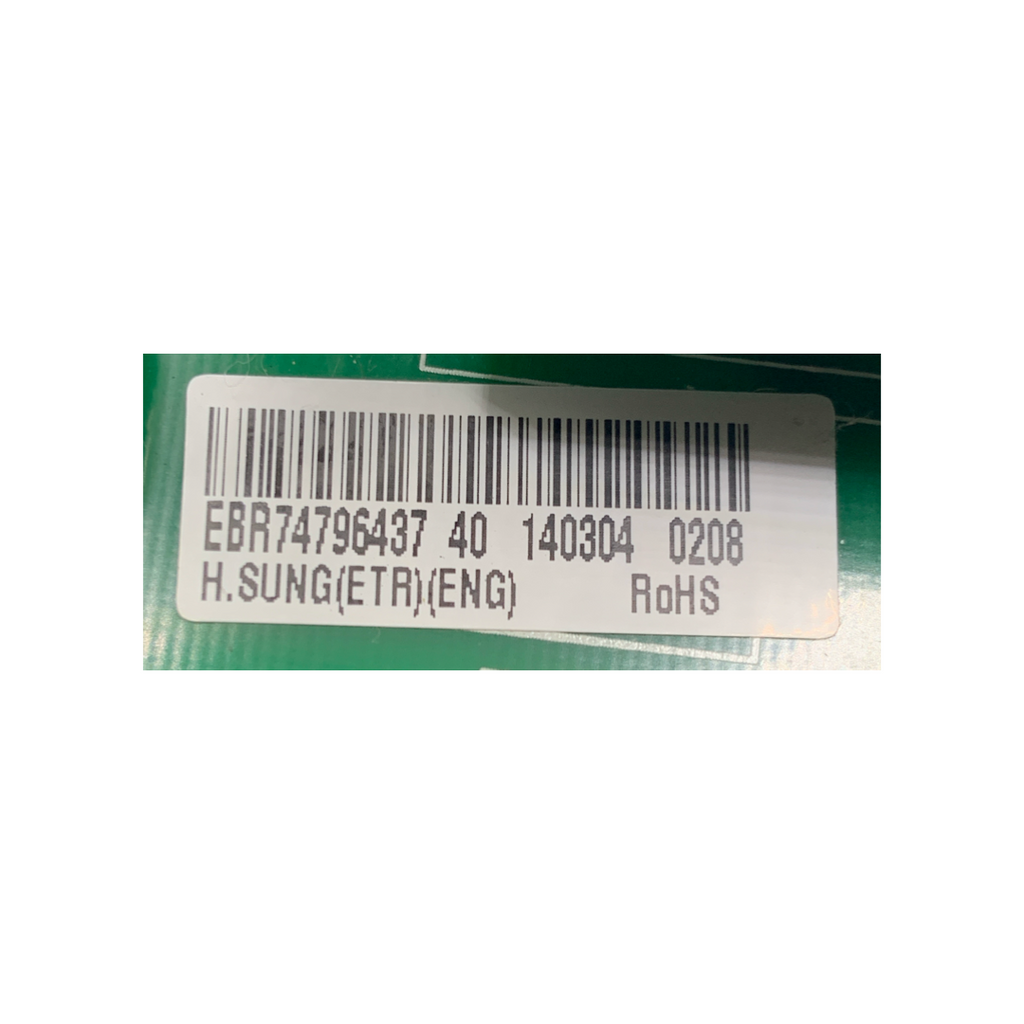 EBR74796437 40 140304 0208
H.SUNG(ETR)(ENG) RoHS